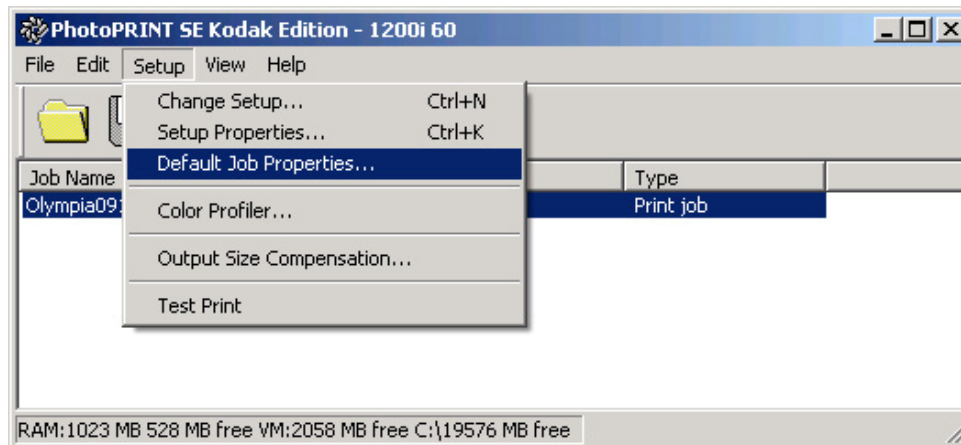 PhotoPRINT SE Kodak Edition - 1200i 60
File Edit Setup View Help
Change Setup... Ctrl+N
Setup Properties... Ctrl+K
Default Job Properties...
Job Name Type
Print job
Color Profiler...
Output Size Compensation...
Test Print
RAM:1023 MB 528 MB free VM:2058 MB free C:\19576 MB free